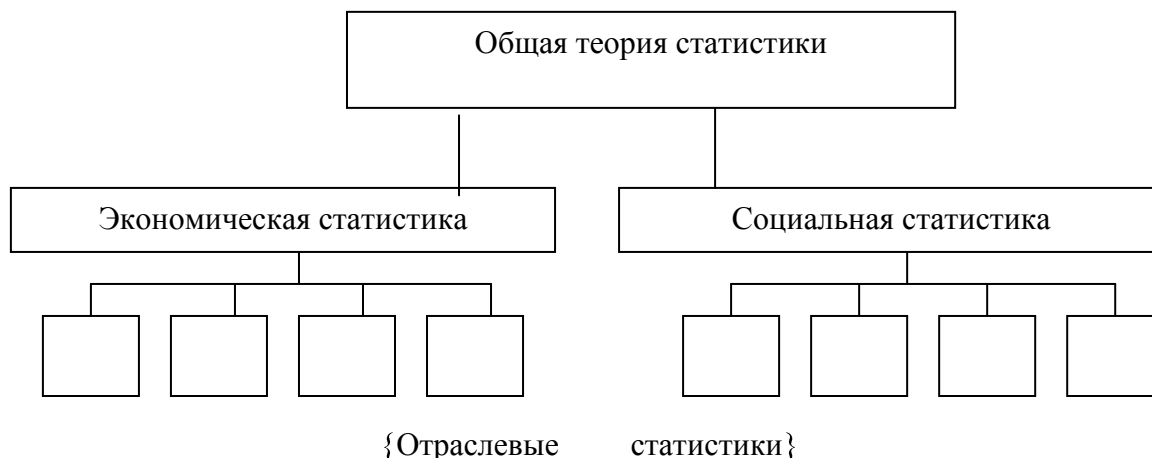 Общая теория статистики
Экономическая статистика
Социальная статистика
{Отраслевые статистики}